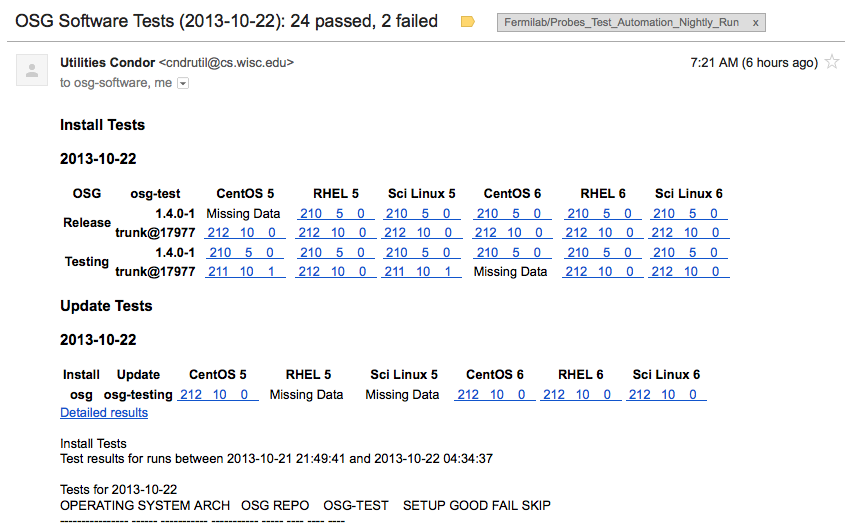 OSG Software Tests (2013-10-22): 24 passed, 2 failed Fermilab/Probes_Test_Automation_Nightly_Run x
Utilities Condor <cndrutil@cs.wisc.edu> 7:21 AM (6 hours ago)
to osg-software, me
Install Tests
2013-10-22
OSG osg-test CentOS 5 RHEL 5 Sci Linux 5 CentOS 6 RHEL 6 Sci Linux 6
Release 1.4.0-1 Missing Data 210 5 0 210 5 0 210 5 0 210 5 0 210 5 0
trunk@17977 212 10 0 212 10 0 212 10 0 212 10 0 212 10 0 212 10 0
Testing 1.4.0-1 210 5 0 210 5 0 210 5 0 210 5 0 210 5 0 210 5 0
trunk@17977 211 10 1 212 10 0 211 10 1 Missing Data 212 10 0 212 10 0
Update Tests
2013-10-22
Install Update CentOS 5 RHEL 5 Sci Linux 5 CentOS 6 RHEL 6 Sci Linux 6
osg osg-testing 212 10 0 Missing Data Missing Data 212 10 0 212 10 0 212 10 0
Detailed results
Install Tests
Test results for runs between 2013-10-21 21:49:41 and 2013-10-22 04:34:37
Tests for 2013-10-22
OPERATING SYSTEM ARCH OSG REPO OSG-TEST SETUP GOOD FAIL SKIP
---------------- ------ ----------- ----------- ----- ---- ---- ----